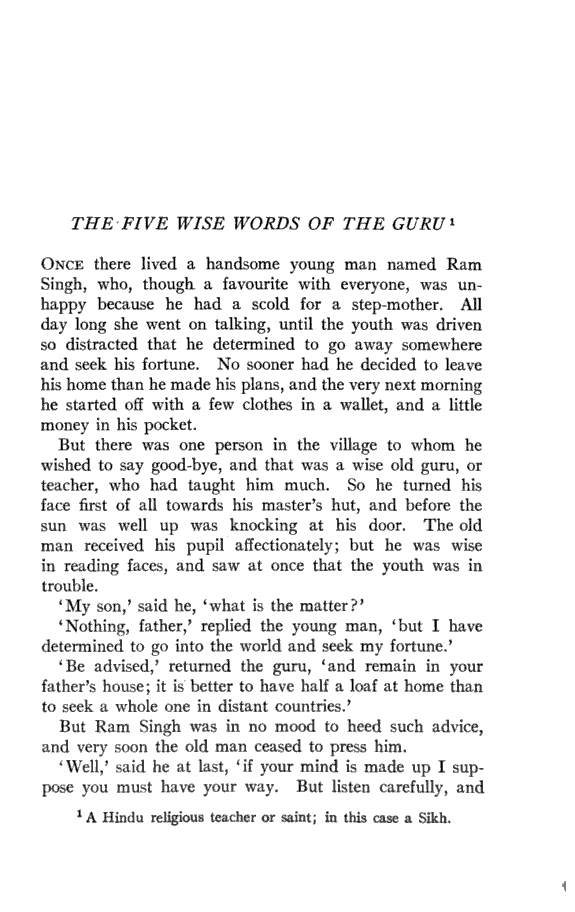 THE FIVE WISE WORDS OF THE GURU ¹
ONCE there lived a handsome young man named Ram
Singh, who, though a favourite with everyone, was un-
happy because he had a scold for a step-mother. All
day long she went on talking, until the youth was driven
so distracted that he determined to go away somewhere
and seek his fortune. No sooner had he decided to leave
his home than he made his plans, and the very next morning
he started off with a few clothes in a wallet, and a little
money in his pocket.
But there was one person in the village to whom he
wished to say good-bye, and that was a wise old guru, or
teacher, who had taught him much. So he turned his
face first of all towards his master's hut, and before the
sun was well up was knocking at his door. The old
man received his pupil affectionately; but he was wise
in reading faces, and saw at once that the youth was in
trouble.
'My son,' said he, 'what is the matter?'
'Nothing, father,' replied the young man, 'but I have
determined to go into the world and seek my fortune.'
'Be advised,' returned the guru, 'and remain in your
father's house; it is better to have half a loaf at home than
to seek a whole one in distant countries.'
But Ram Singh was in no mood to heed such advice,
and very soon the old man ceased to press him.
'Well,' said he at last, 'if your mind is made up I sup-
pose you must have your way. But listen carefully, and
¹ A Hindu religious teacher or saint; in this case a Sikh.